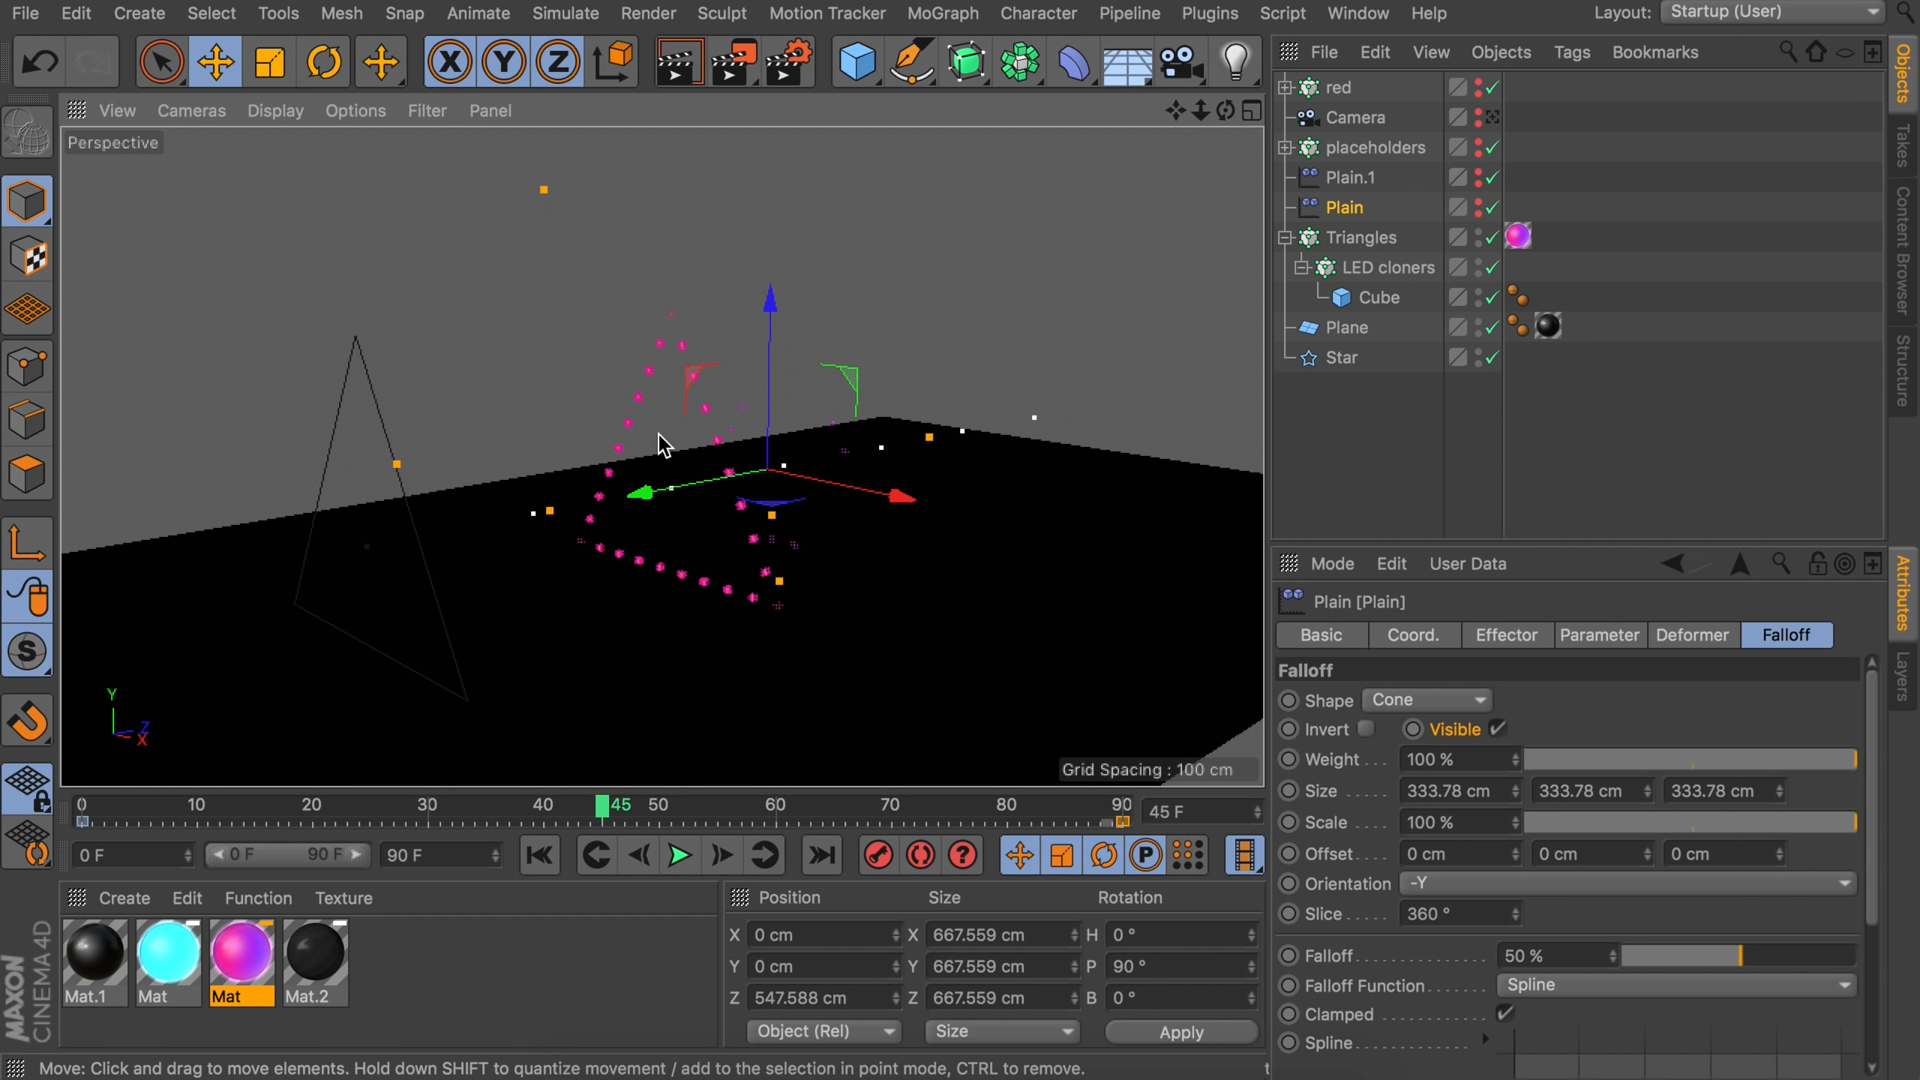 File Edit Create Select Tools Mesh Snap Animate Simulate Render Sculpt Motion Tracker MoGraph Character Pipeline Plugins Script Window Help Layout: Startup (User)
File Edit View Objects Tags Bookmarks
View Cameras Display Options Filter Panel
Perspective
red
Camera
placeholders
Plain.1
Plain
Triangles
LED cloners
Cube
Plane
Star
Objects
Takes
Content Browser
Structure
Attributes
Layers
Y
Z
X
Grid Spacing : 100 cm
Mode Edit User Data
Plain [Plain]
Basic Coord. Effector Parameter Deformer Falloff
Falloff
Shape Cone
Invert Visible
Weight . . . 100 %
Size . . . . . 333.78 cm 333.78 cm 333.78 cm
Scale . . . . 100 %
Offset. . . . 0 cm 0 cm 0 cm
Orientation -Y
Slice . . . . . 360 °
Falloff. . . . . . . . . . . . . . 50 %
Falloff Function. . . . . . . Spline
Clamped . . . . . . . . . . . .
Spline. . . . . . . . . . . . . .
0 10 20 30 40 45 50 60 70 80 90 45 F
0 F 0 F 90 F 90 F
Create Edit Function Texture
Mat.1 Mat Mat Mat.2
Position Size Rotation
X 0 cm X 667.559 cm H 0 °
Y 0 cm Y 667.559 cm P 90 °
Z 547.588 cm Z 667.559 cm B 0 °
Object (Rel) Size Apply
MAXON
CINEMA 4D
Move: Click and drag to move elements. Hold down SHIFT to quantize movement / add to the selection in point mode, CTRL to remove.